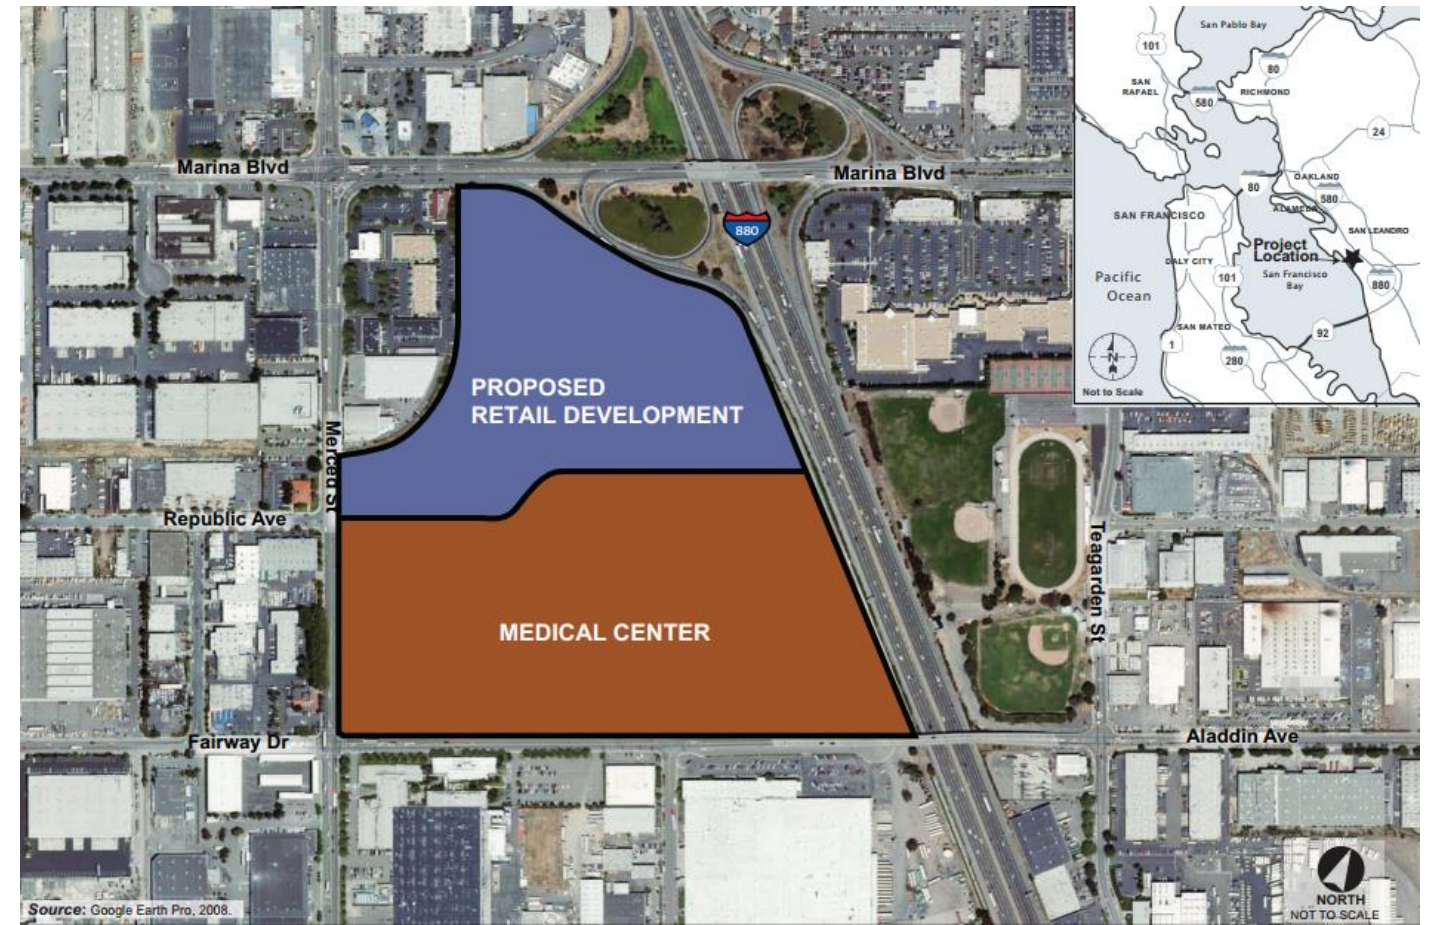 Marina Blvd
Marina Blvd
880
PROPOSED
RETAIL DEVELOPMENT
Merced St
Republic Ave
MEDICAL CENTER
Teagarden St
Fairway Dr
Aladdin Ave
Source: Google Earth Pro, 2008.
NORTH
NOT TO SCALE
San Pablo Bay
101
80
SAN
RAFAEL
RICHMOND
580
24
OAKLAND
80
580
ALAMEDA
SAN FRANCISCO
SAN LEANDRO
Project
Location
DALY CITY
San Francisco
Bay
101
880
Pacific
Ocean
SAN MATEO
92
1
280
N
Not to Scale